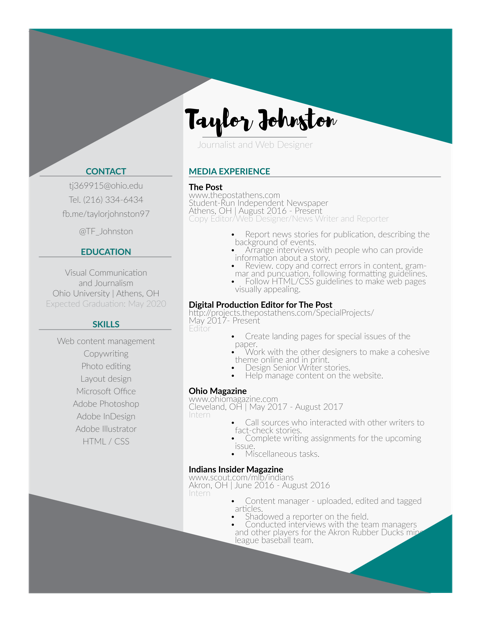 Taylor Johnston
Journalist and Web Designer
CONTACT
tj369915@ohio.edu
Tel. (216) 334-6434
fb.me/taylorjohnston97
@TF_Johnston
EDUCATION
Visual Communication
and Journalism
Ohio University | Athens, OH
Expected Graduation: May 2020
SKILLS
Web content management
Copywriting
Photo editing
Layout design
Microsoft Office
Adobe Photoshop
Adobe InDesign
Adobe Illustrator
HTML / CSS
MEDIA EXPERIENCE
The Post
www.thepostathens.com
Student-Run Independent Newspaper
Athens, OH | August 2016 - Present
Copy Editor/Web Designer/News Writer and Reporter
• Report news stories for publication, describing the
background of events.
• Arrange interviews with people who can provide
information about a story.
• Review, copy and correct errors in content, gram-
mar and puncuation, following formatting guidelines.
• Follow HTML/CSS guidelines to make web pages
visually appealing.
Digital Production Editor for The Post
http://projects.thepostathens.com/SpecialProjects/
May 2017- Present
Editor
• Create landing pages for special issues of the
paper.
• Work with the other designers to make a cohesive
theme online and in print.
• Design Senior Writer stories.
• Help manage content on the website.
Ohio Magazine
www.ohiomagazine.com
Cleveland, OH | May 2017 - August 2017
Intern
• Call sources who interacted with other writers to
fact-check stories.
• Complete writing assignments for the upcoming
issue.
• Miscellaneous tasks.
Indians Insider Magazine
www.scout.com/mlb/indians
Akron, OH | June 2016 - August 2016
Intern
• Content manager - uploaded, edited and tagged
articles.
• Shadowed a reporter on the field.
• Conducted interviews with the team managers
and other players for the Akron Rubber Ducks
league baseball team.